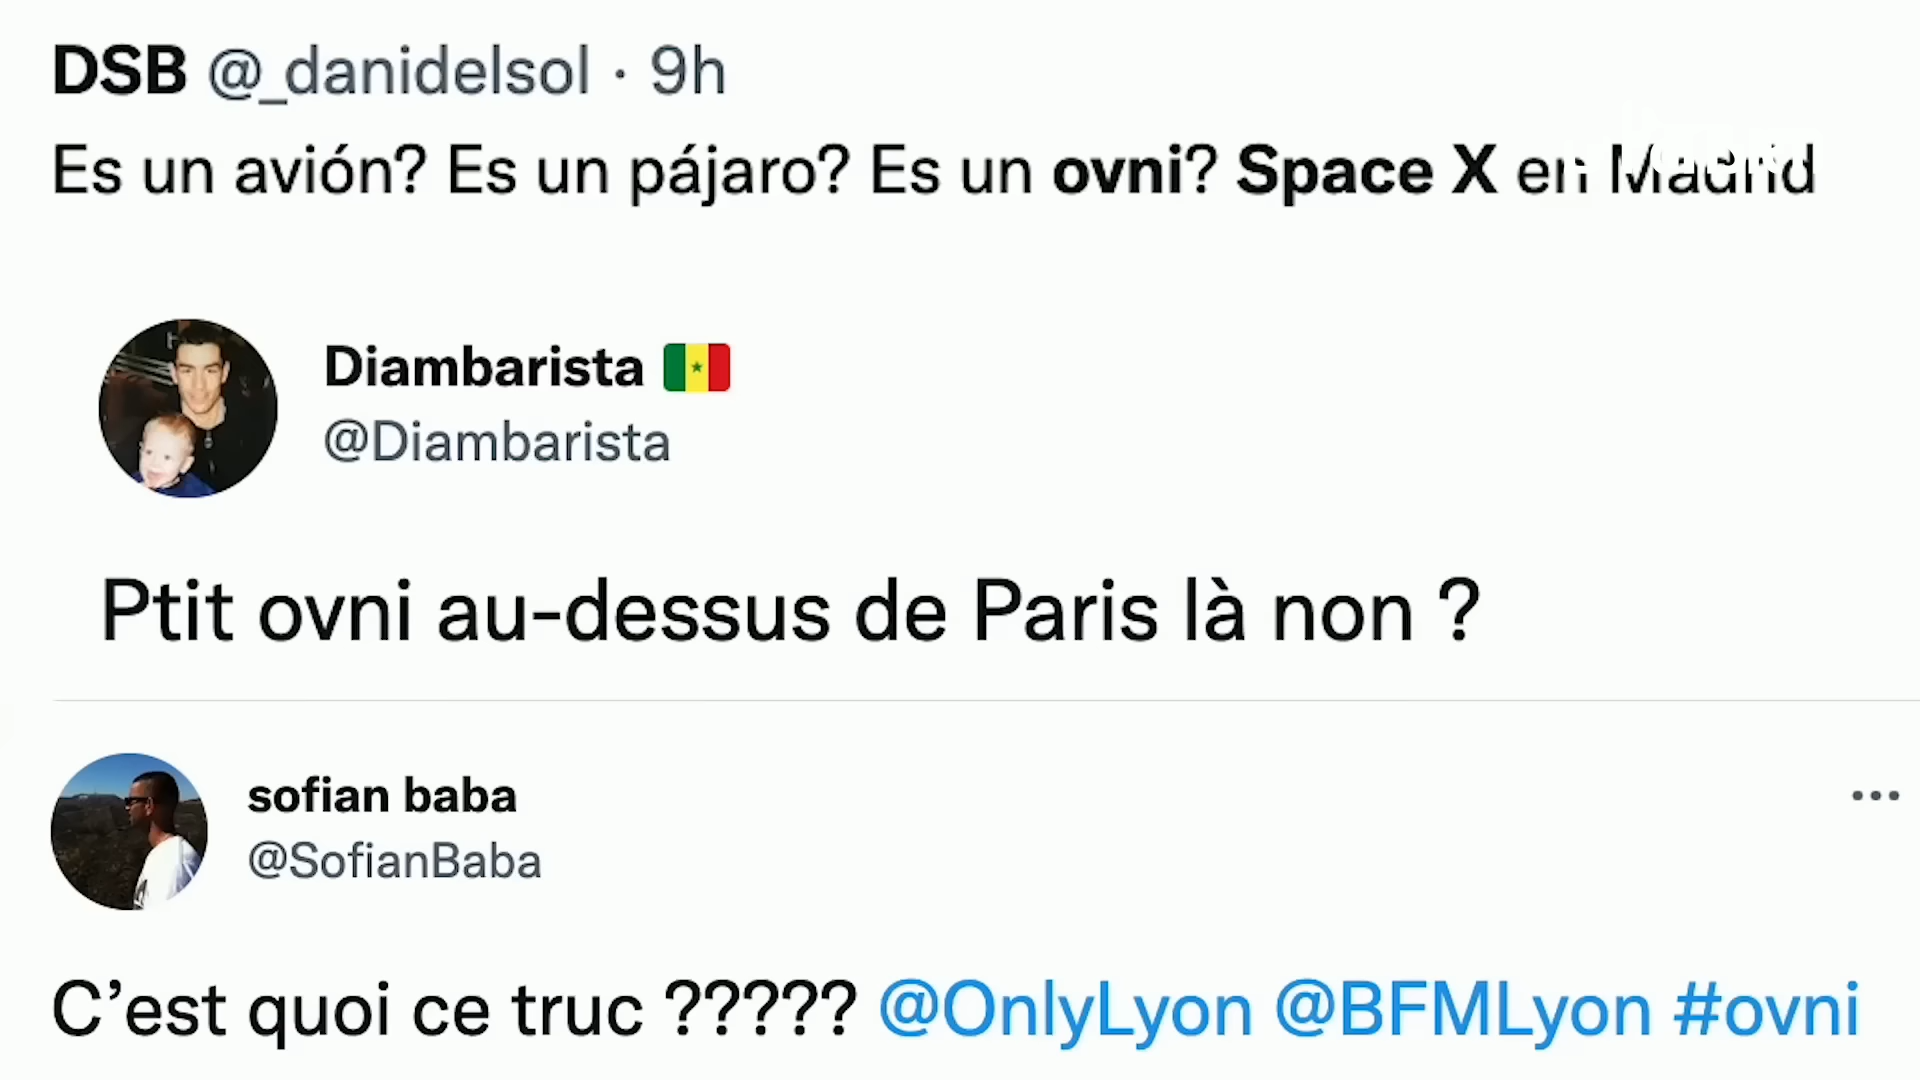 DSB @_danidelsol · 9h
Es un avión? Es un pájaro? Es un ovni? Space X en Madrid
Diambarista 🇸🇳
@Diambarista
Ptit ovni au-dessus de Paris là non ?
sofian baba
@SofianBaba
C’est quoi ce truc ????? @OnlyLyon @BFMLyon #ovni